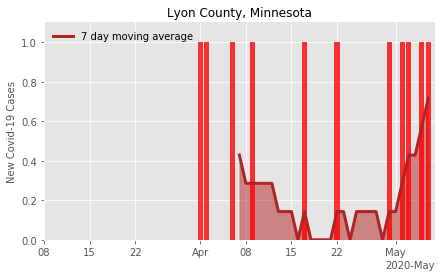 Lyon County, Minnesota
7 day moving average
New Covid-19 Cases
1.0
0.8
0.6
0.4
0.2
0.0
08 15 22 Apr 08 15 22 May
2020-May